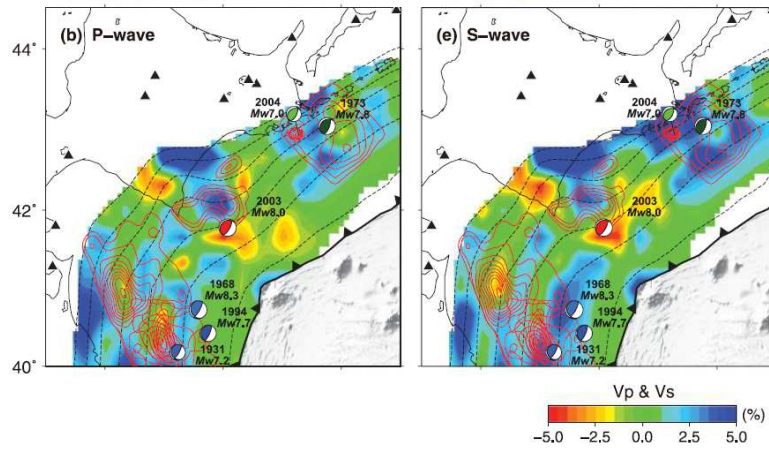 (b) P-wave
(e) S-wave
44°
2004
Mw7.0
1973
Mw7.8
2004
Mw7.0
1973
Mw7.8
42°
2003
Mw8.0
2003
Mw8.0
1968
Mw8.3
1994
Mw7.7
1931
Mw7.2
1968
Mw8.3
1994
Mw7.7
1931
Mw7.2
40°
Vp & Vs
(%)
-5.0 -2.5 0.0 2.5 5.0